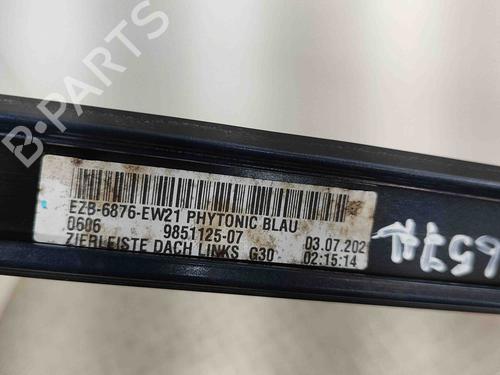 B-PARTS
EZB-6876-EW21 PHYTONIC BLAU
0606 9851125-07 03.07.202
ZIERLEISTE DACH LINKS G30 02:15:14